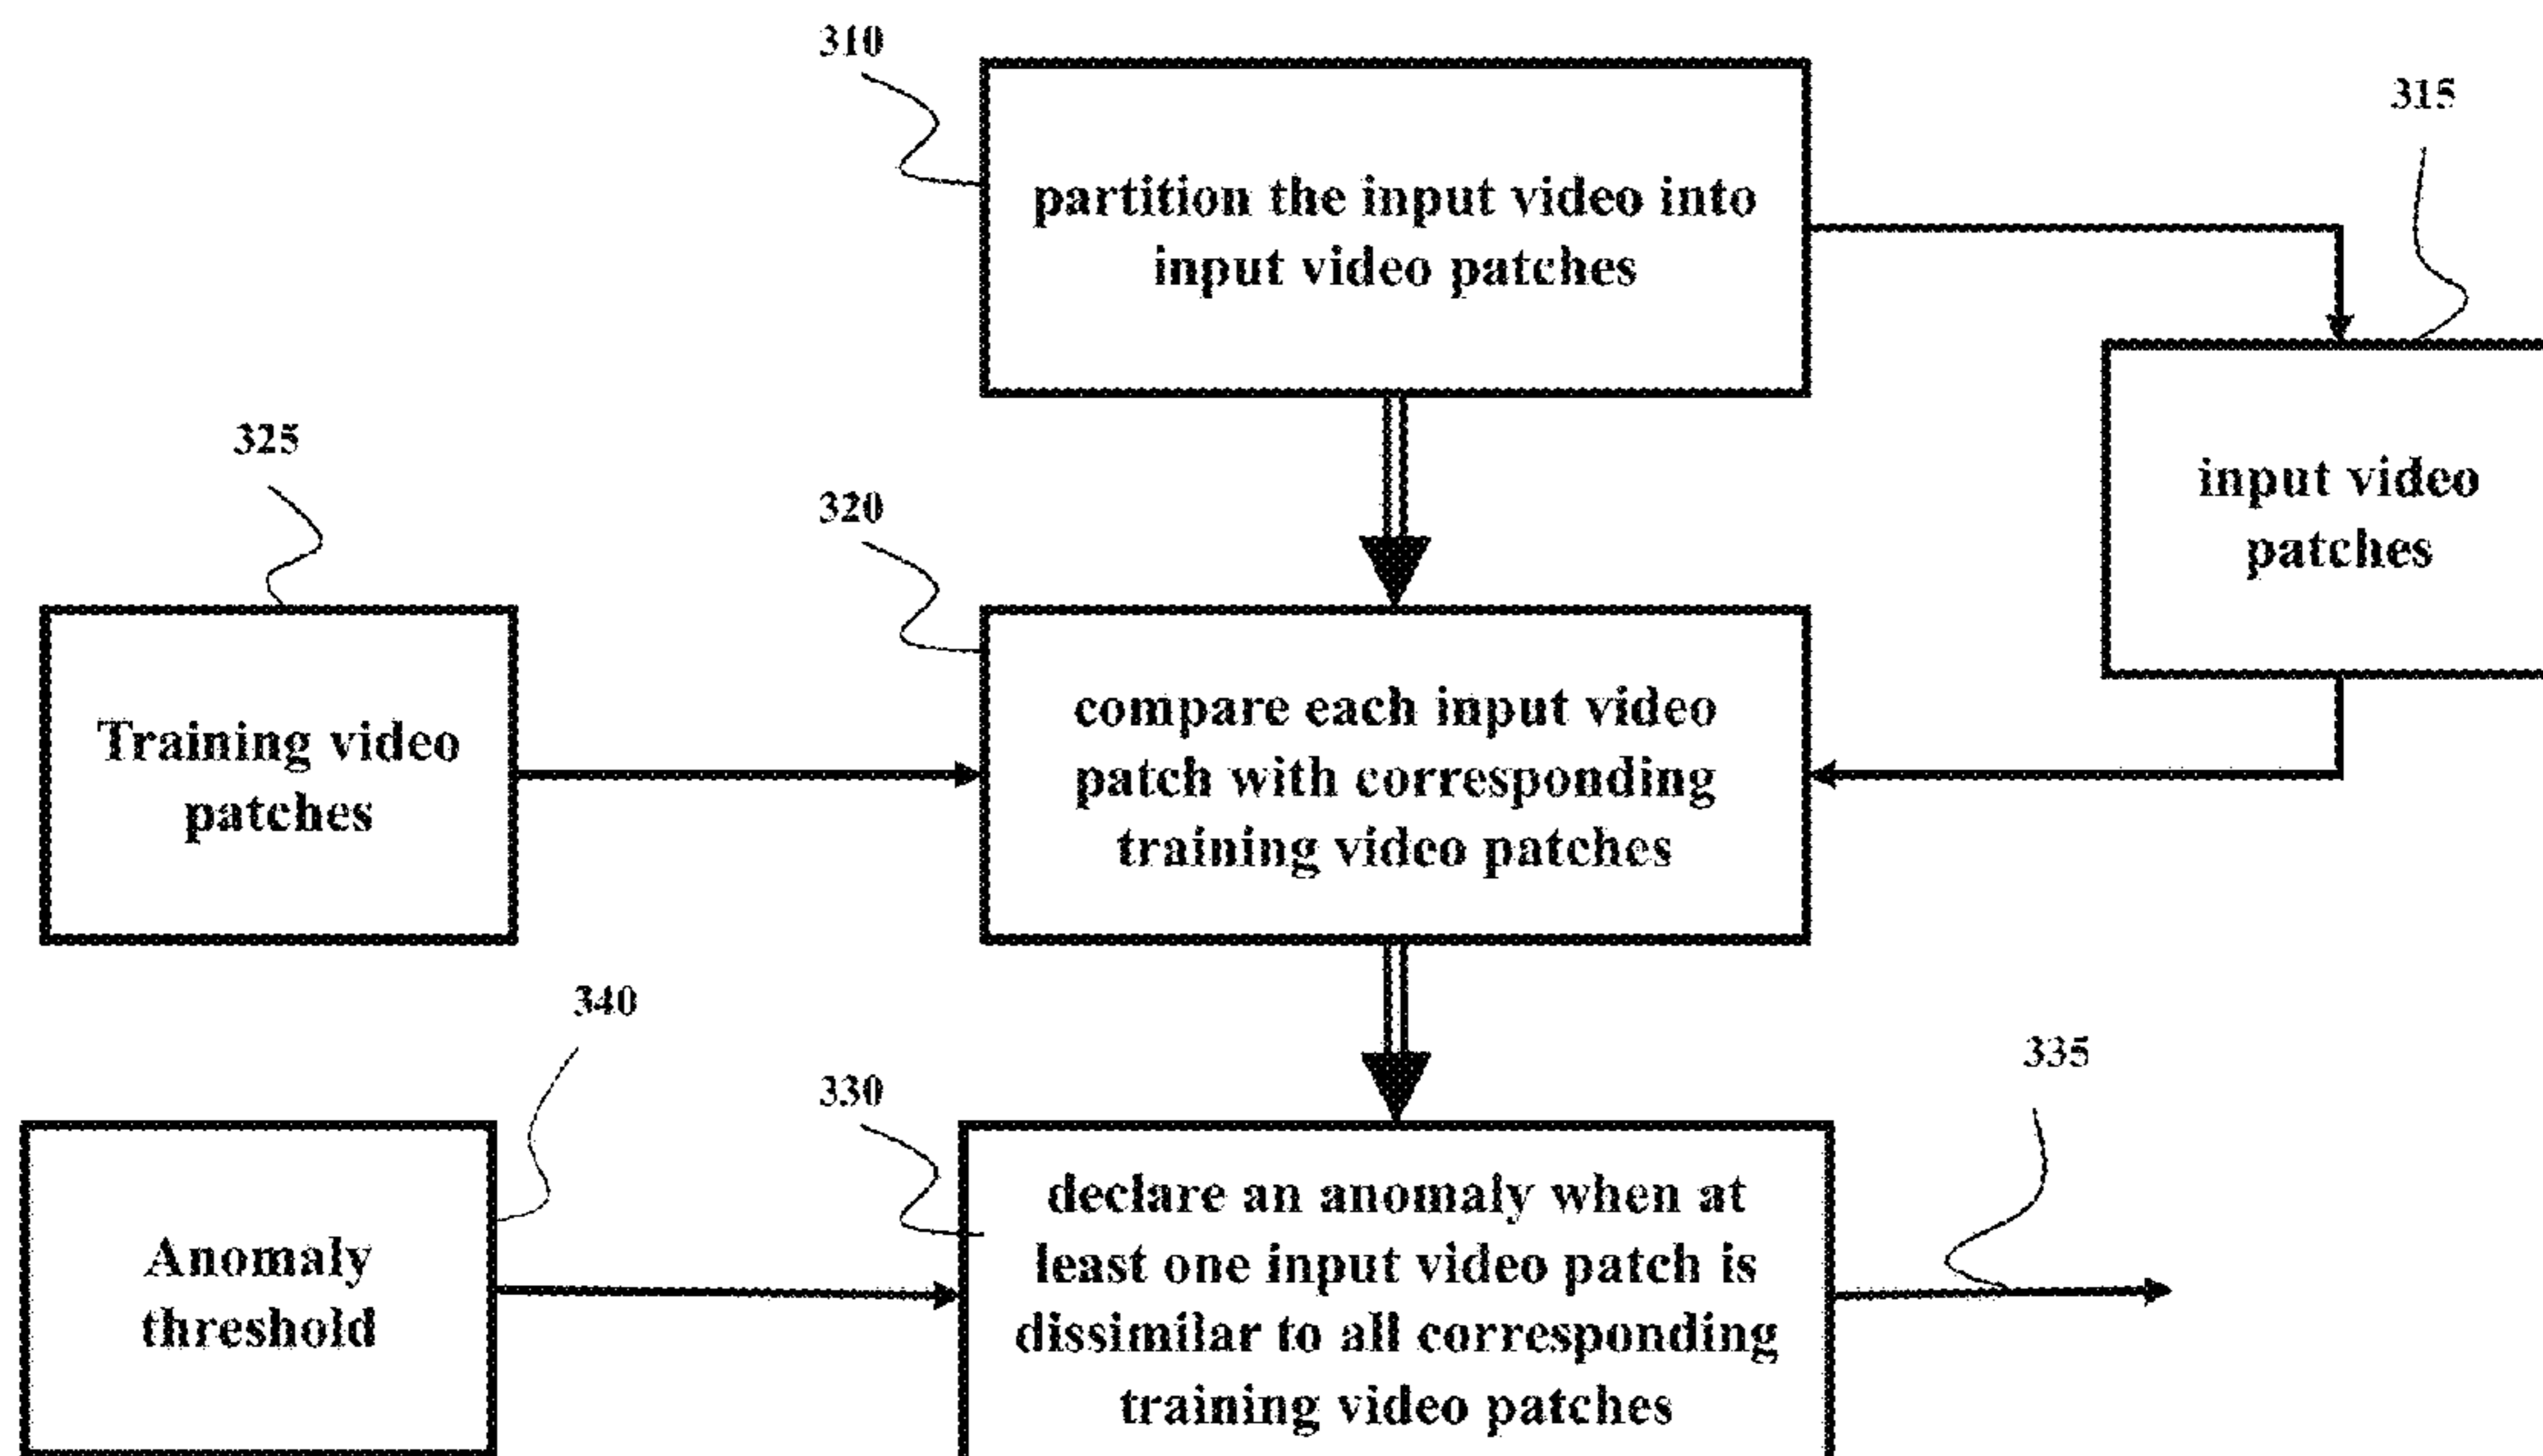 310
partition the input video into
input video patches
315
input video
patches
325
Training video
patches
320
compare each input video
patch with corresponding
training video patches
340
Anomaly
threshold
330
declare an anomaly when at
least one input video patch is
dissimilar to all corresponding
training video patches
335